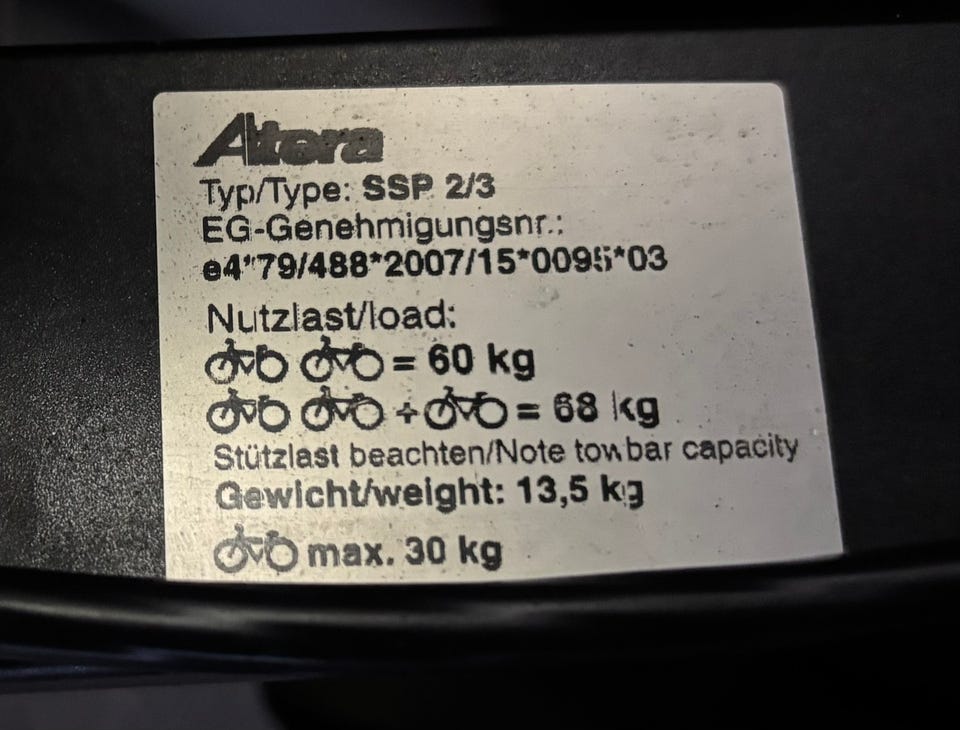 Atera
Typ/Type: SSP 2/3
EG-Genehmigungsnr.:
e4*79/488*2007/15*0095*03
Nutzlast/load:
= 60 kg
+ = 68 kg
Stützlast beachten/Note towbar capacity
Gewicht/weight: 13,5 kg
max. 30 kg